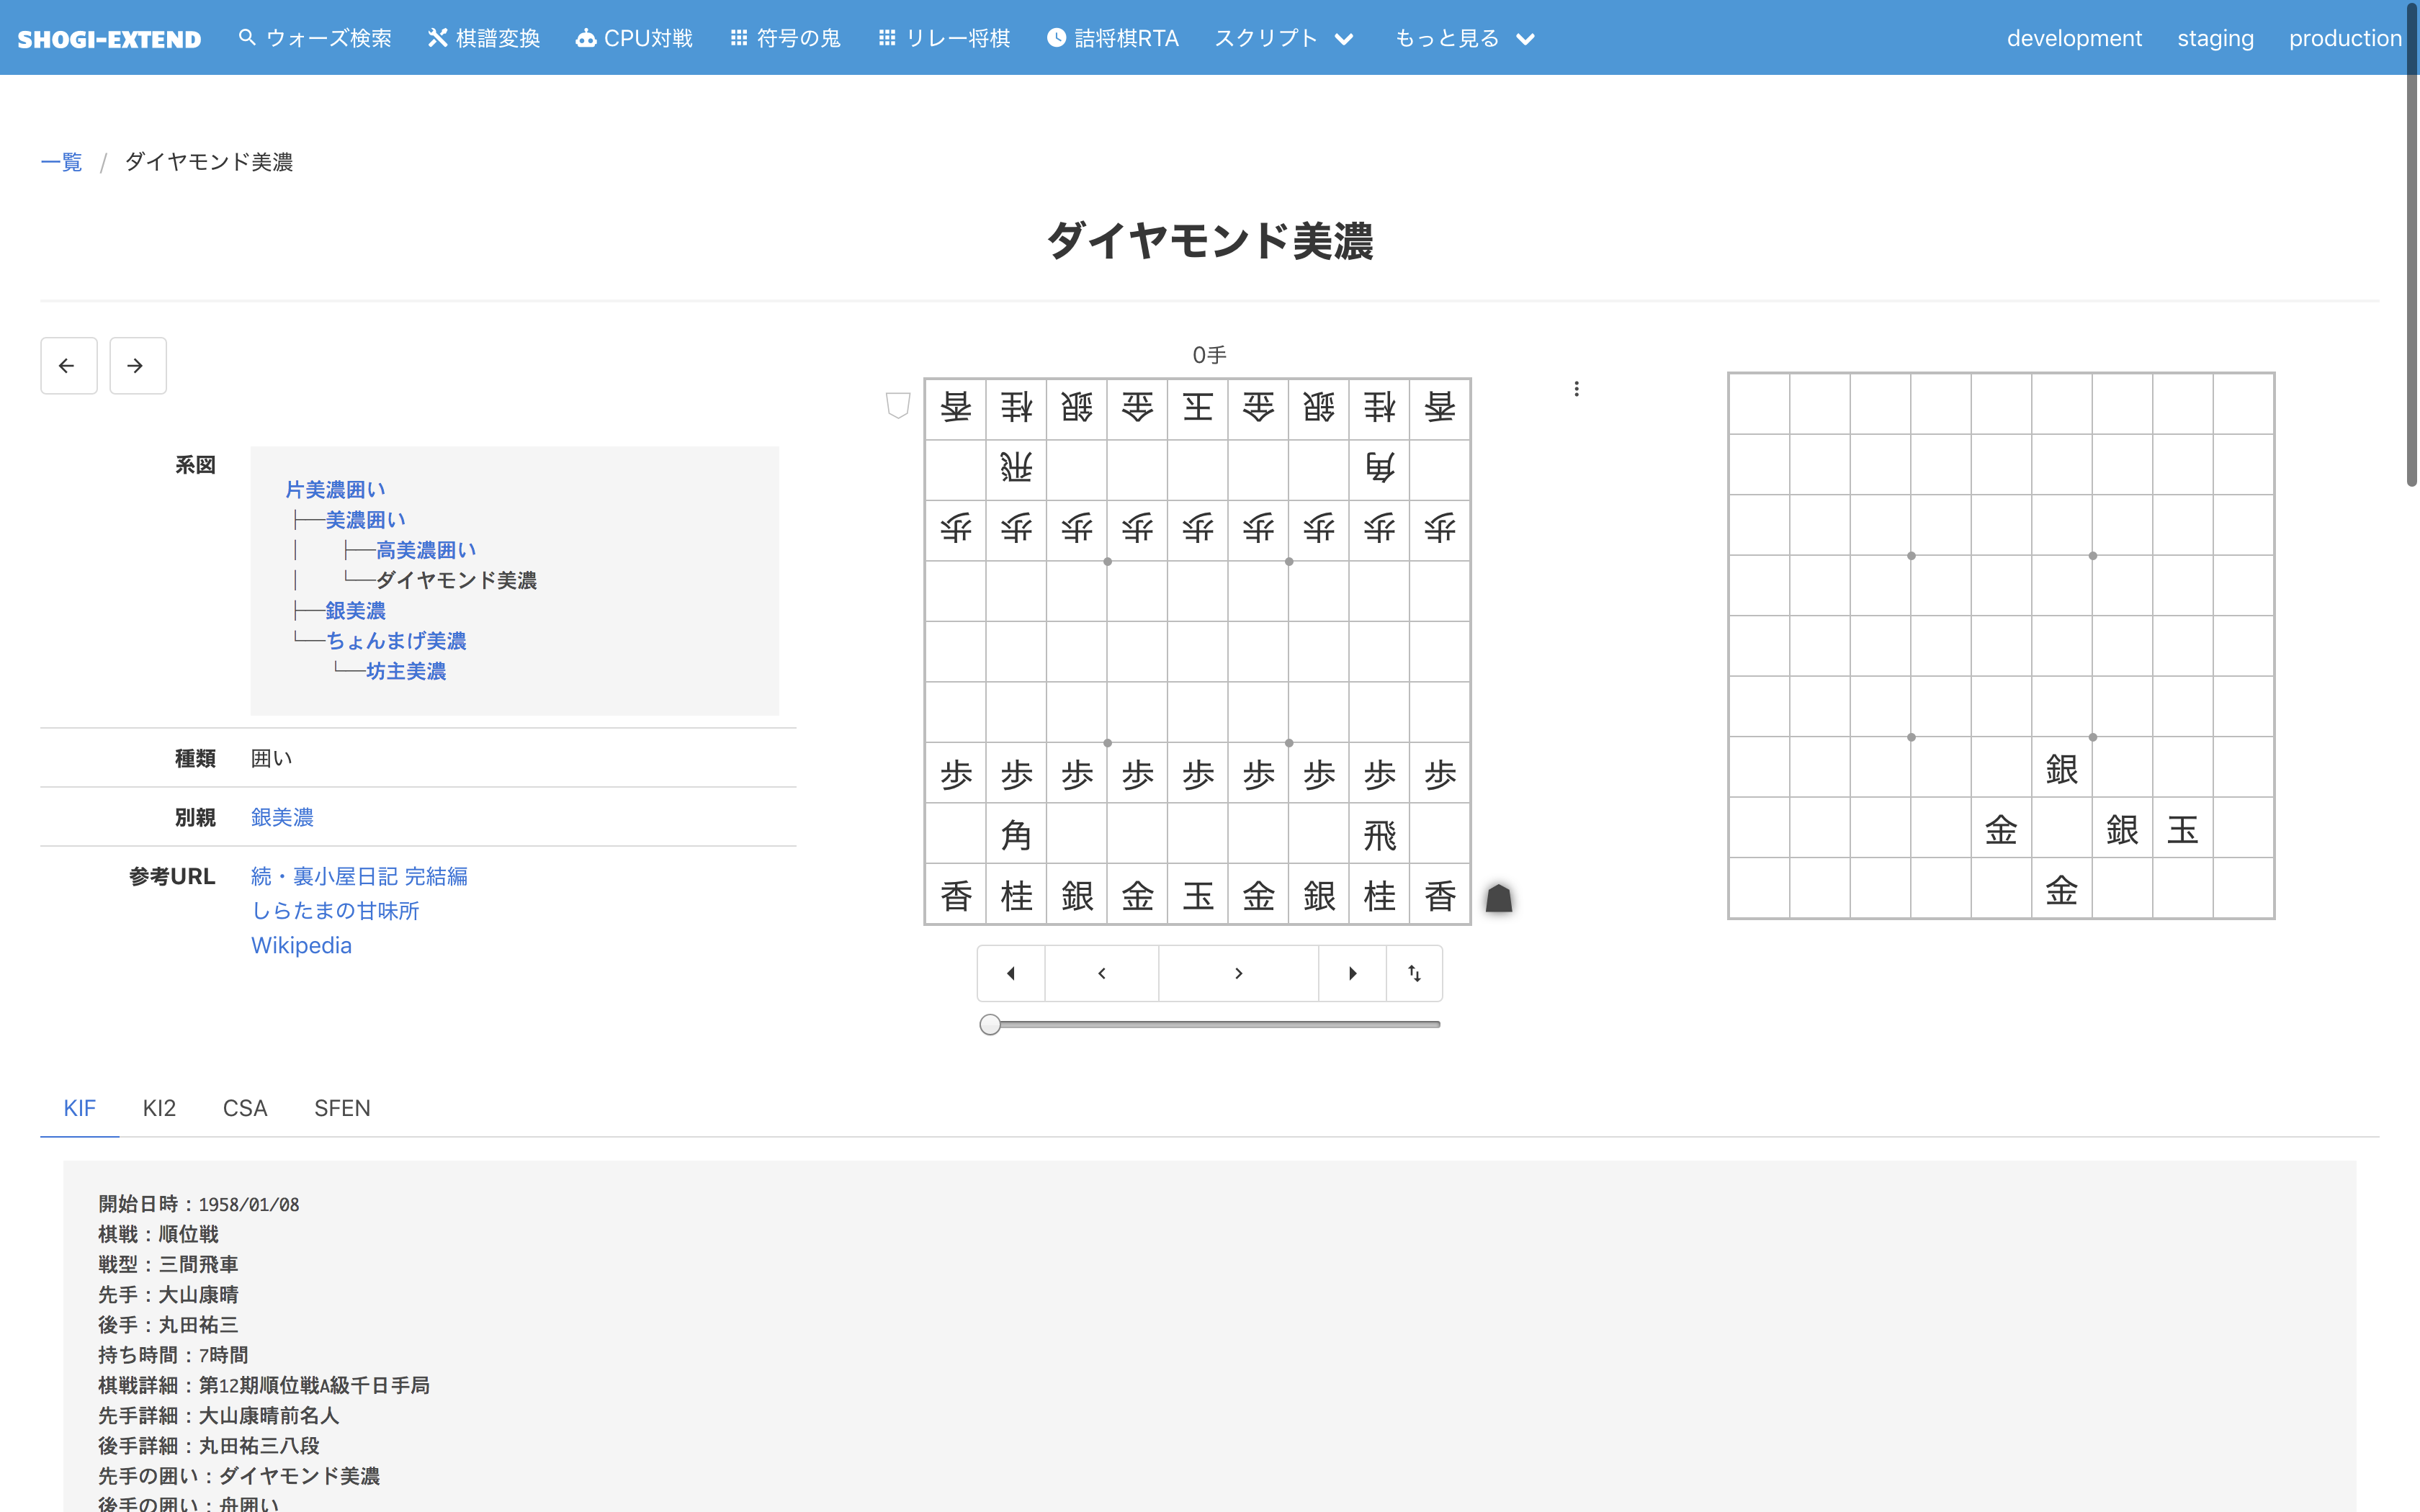 SHOGI-EXTEND ウォーズ検索 棋譜変換 CPU対戦 符号の鬼 リレー将棋 詰将棋RTA スクリプト もっと見る development staging production
一覧 / ダイヤモンド美濃
ダイヤモンド美濃
系図
片美濃囲い
├──美濃囲い
│   ├──高美濃囲い
│   └──ダイヤモンド美濃
├──銀美濃
└──ちょんまげ美濃
    └──坊主美濃
種類 囲い
別親 銀美濃
参考URL 続・裏小屋日記 完結編
しらたまの甘味所
Wikipedia
0手
香 桂 銀 金 王 金 銀 桂 香
飛 角
歩 歩 歩 歩 歩 歩 歩 歩 歩
歩 歩 歩 歩 歩 歩 歩 歩 歩
角 飛
香 桂 銀 金 玉 金 銀 桂 香
銀
金 銀 玉
金
KIF KI2 CSA SFEN
開始日時：1958/01/08
棋戦：順位戦
戦型：三間飛車
先手：大山康晴
後手：丸田祐三
持ち時間：7時間
棋戦詳細：第12期順位戦A級千日手局
先手詳細：大山康晴前名人
後手詳細：丸田祐三八段
先手の囲い：ダイヤモンド美濃
後手の囲い：舟囲い